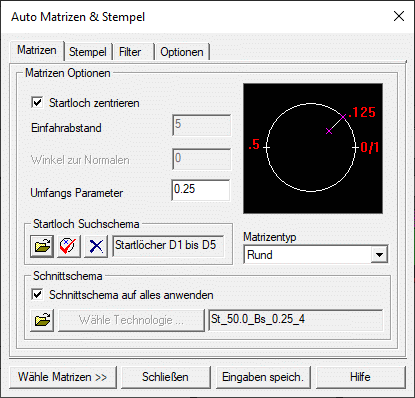 Auto Matrizen & Stempel
Matrizen Stempel Filter Optionen
Matrizen Optionen
Startloch zentrieren
Einfahrabstand 5
Winkel zur Normalen 0
Umfangs Parameter 0.25
.125
.5 0/1
Startloch Suchschema
Startlöcher D1 bis D5
Matrizentyp
Rund
Schnittschema
Schnittschema auf alles anwenden
Wähle Technologie ... St_50.0_Bs_0.25_4
Wähle Matrizen >> Schließen Eingaben speich. Hilfe